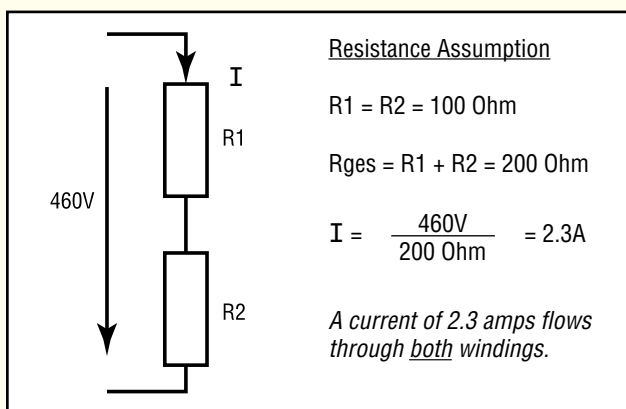 I
R1
460V
R2
Resistance Assumption
R1 = R2 = 100 Ohm
Rges = R1 + R2 = 200 Ohm
I = 460V / 200 Ohm = 2.3A
A current of 2.3 amps flows
through both windings.